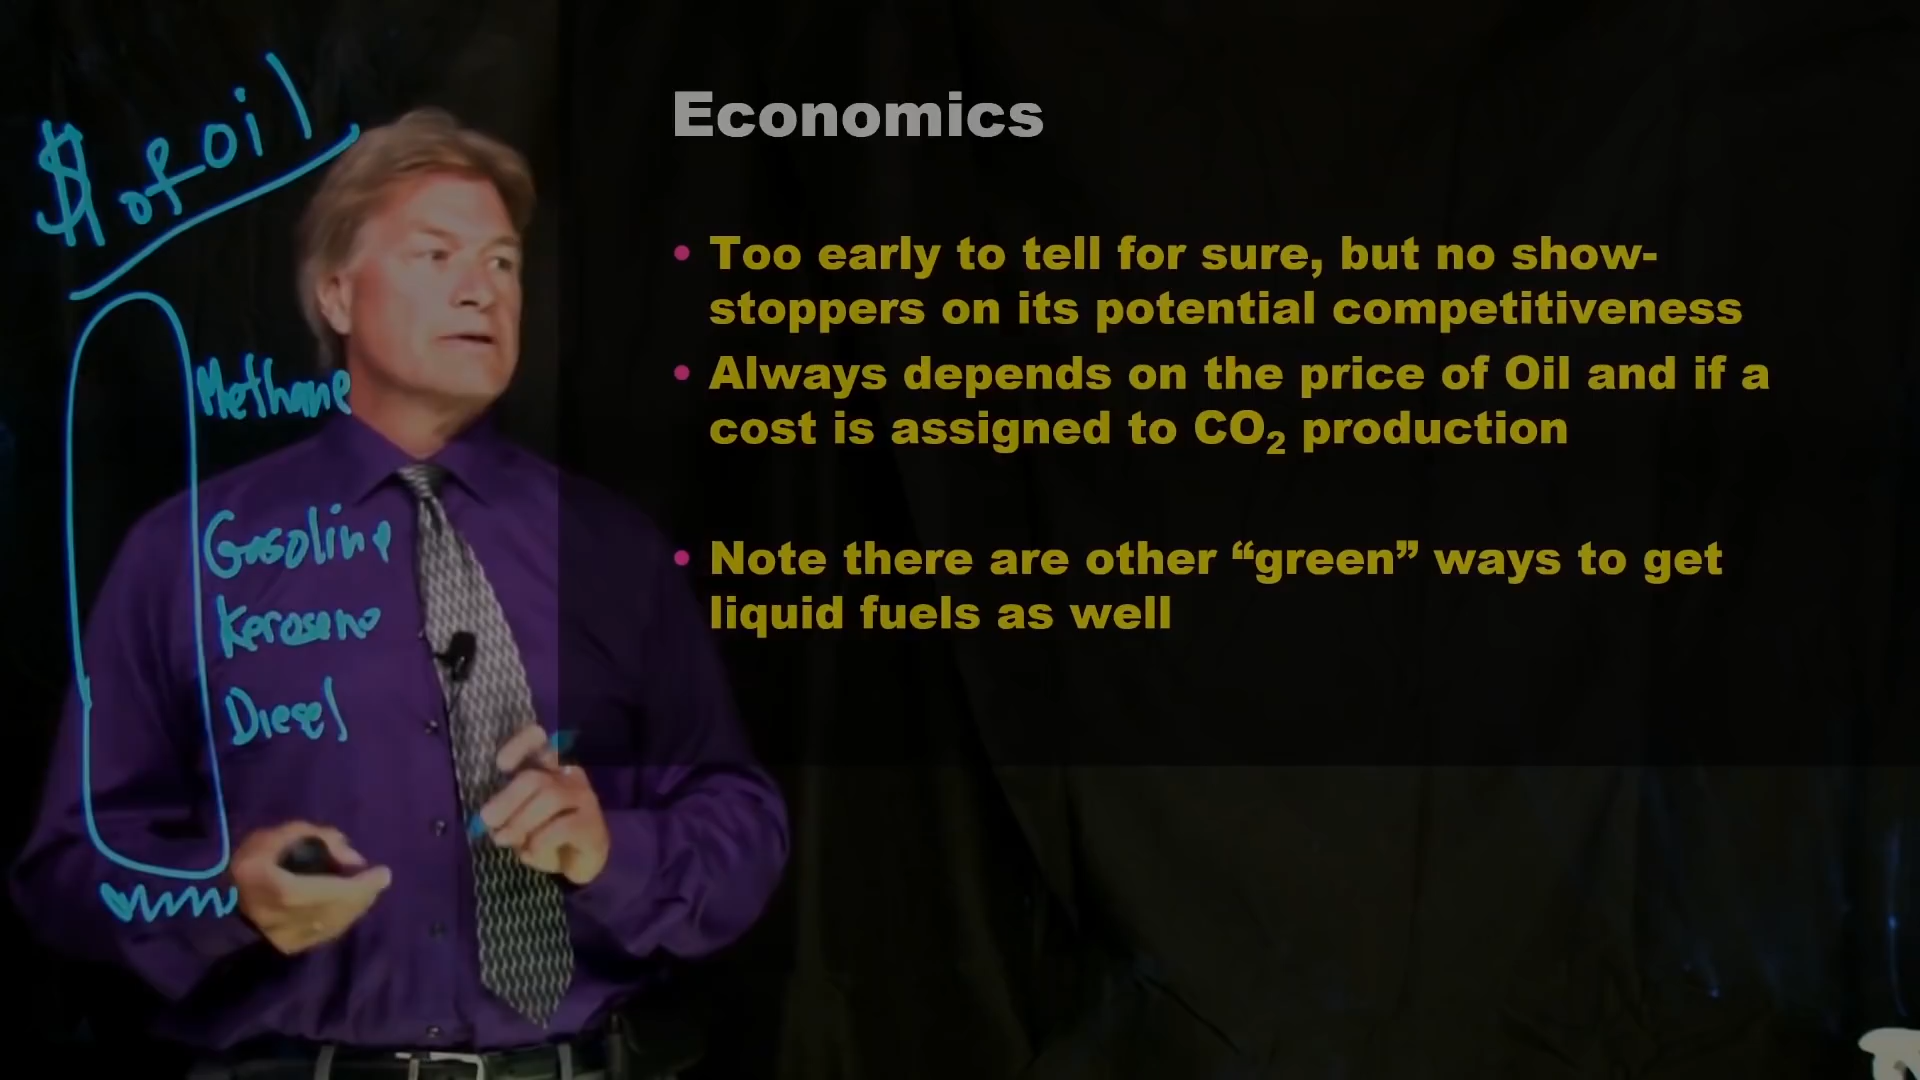 $ of oil
Methane
Gasoline
Kerosene
Diesel
Economics
• Too early to tell for sure, but no show-
stoppers on its potential competitiveness
• Always depends on the price of Oil and if a
cost is assigned to CO₂ production
• Note there are other “green” ways to get
liquid fuels as well